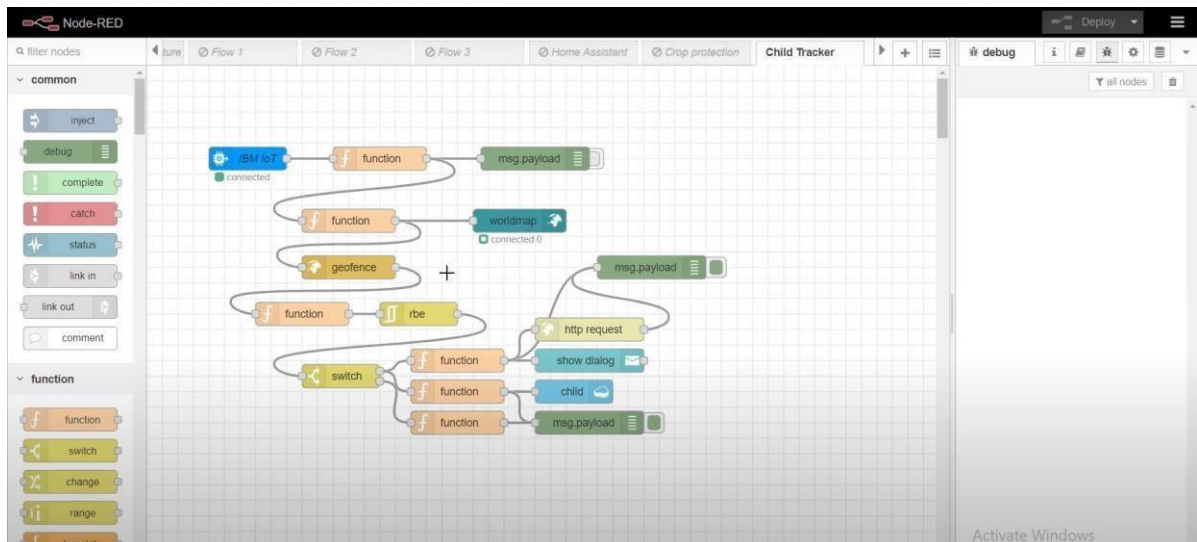 Node-RED
Deploy
filter nodes
ture
Flow 1
Flow 2
Flow 3
Home Assistant
Crop protection
Child Tracker
debug
all nodes
common
inject
debug
complete
catch
status
link in
link out
comment
function
function
switch
change
range
IBM IoT
connected
function
msg.payload
function
worldmap
connected 0
geofence
msg.payload
function
rbe
http request
switch
function
show dialog
function
child
function
msg.payload
Activate Windows